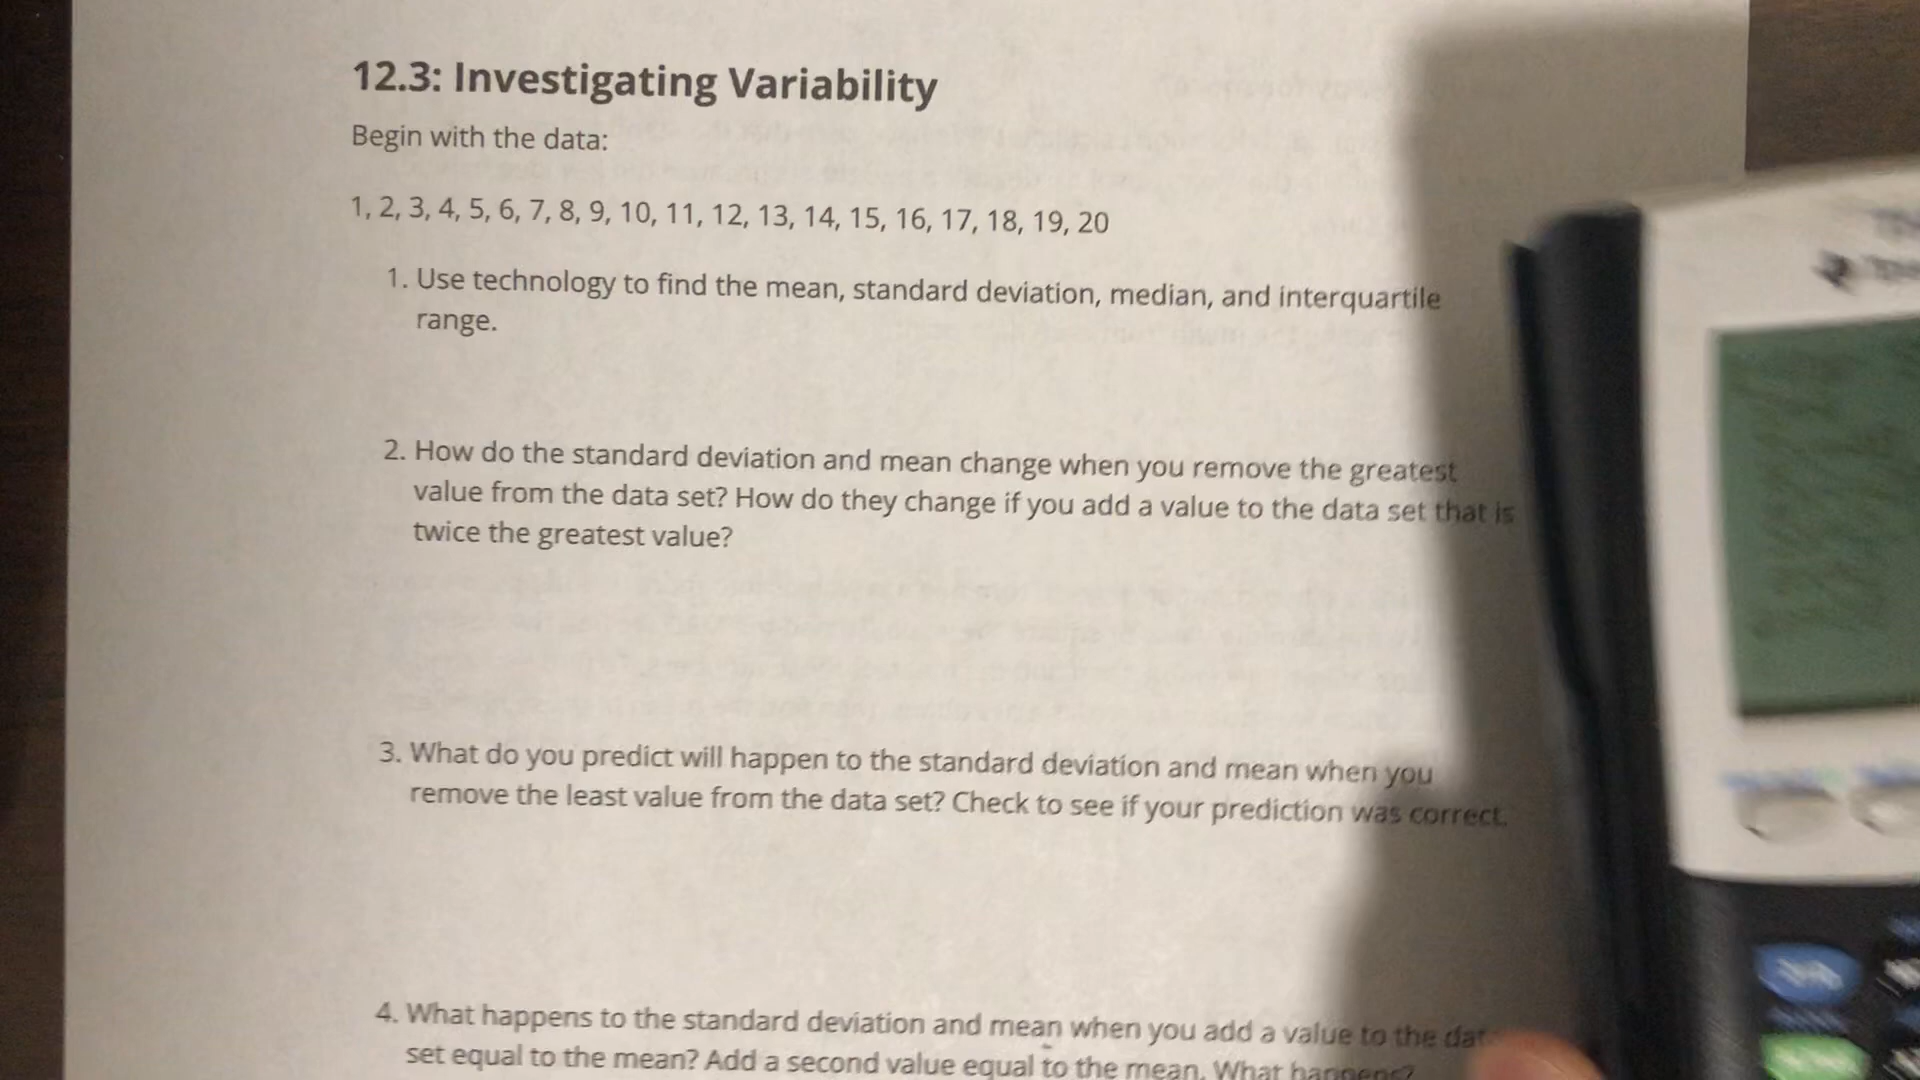 12.3: Investigating Variability
Begin with the data:
1, 2, 3, 4, 5, 6, 7, 8, 9, 10, 11, 12, 13, 14, 15, 16, 17, 18, 19, 20
1. Use technology to find the mean, standard deviation, median, and interquartile
range.
2. How do the standard deviation and mean change when you remove the greatest
value from the data set? How do they change if you add a value to the data set that is
twice the greatest value?
3. What do you predict will happen to the standard deviation and mean when you
remove the least value from the data set? Check to see if your prediction was correct.
4. What happens to the standard deviation and mean when you add a value to the dat
set equal to the mean? Add a second value equal to the mean. What happens?